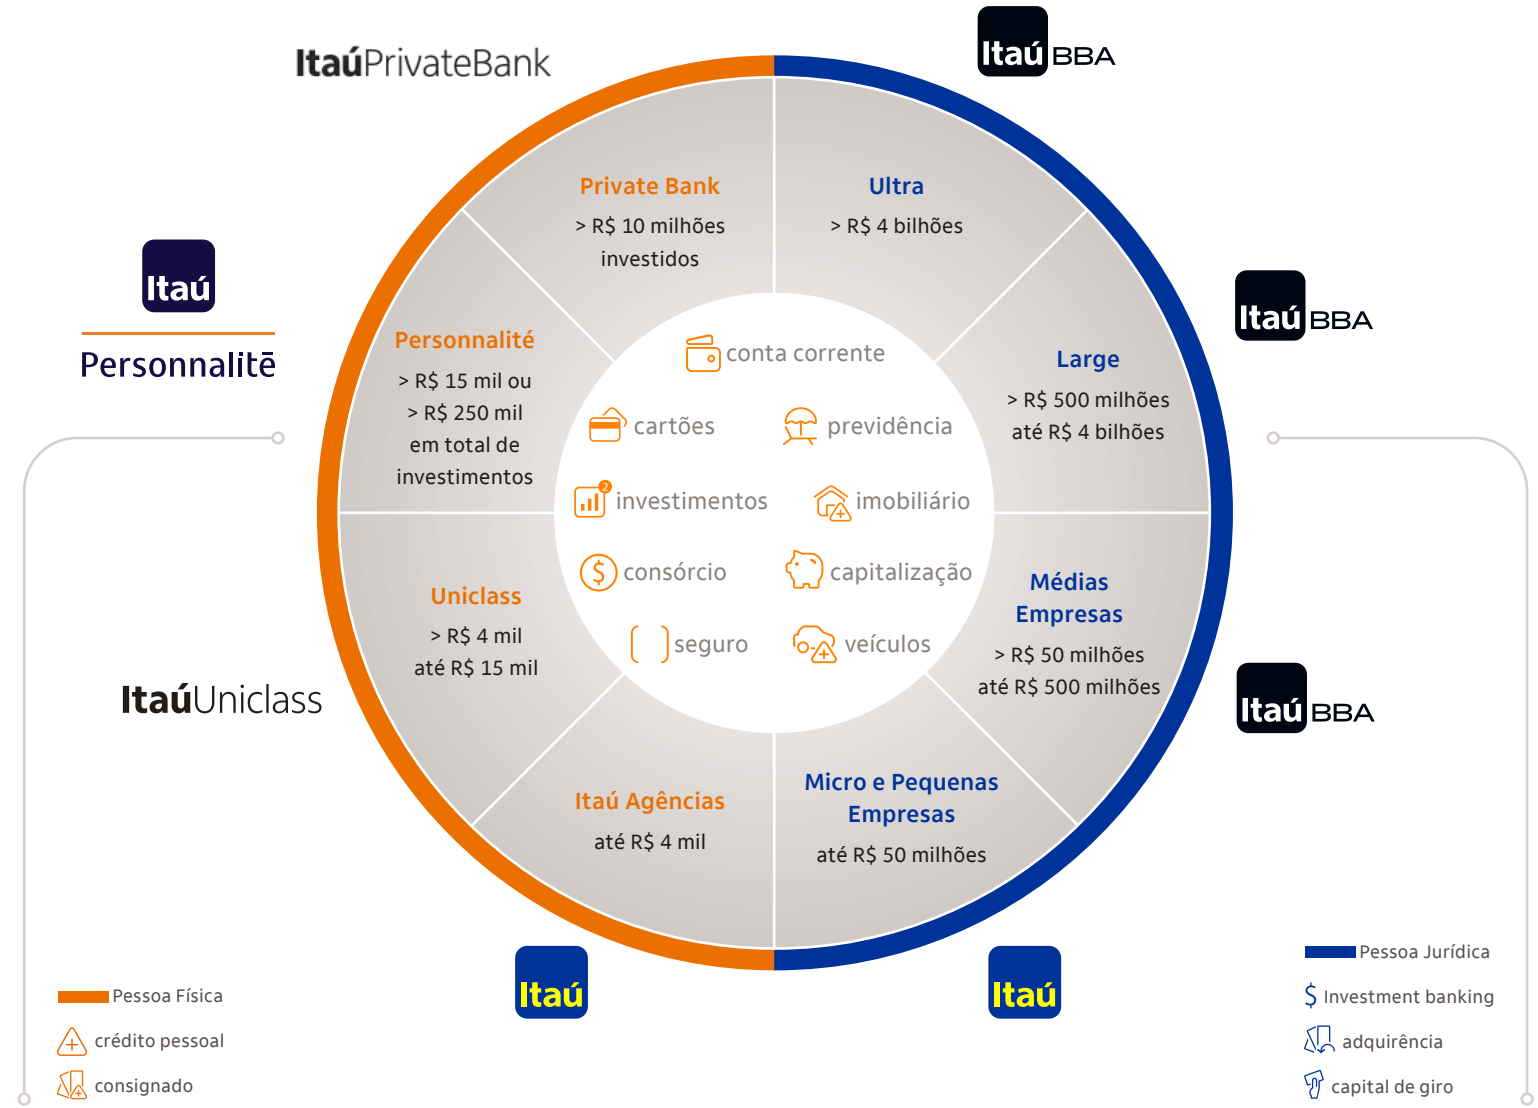 ItaúPrivateBank
Itaú BBA
Private Bank
> R$ 10 milhões
investidos
Ultra
> R$ 4 bilhões
Itaú
Personnalitē
Personnalité
> R$ 15 mil ou
> R$ 250 mil
em total de
investimentos
Large
> R$ 500 milhões
até R$ 4 bilhões
Itaú BBA
conta corrente
cartões
previdência
2
investimentos
imobiliário
$ consórcio
capitalização
seguro
veículos
Uniclass
> R$ 4 mil
até R$ 15 mil
ItaúUniclass
Médias
Empresas
> R$ 50 milhões
até R$ 500 milhões
Itaú BBA
Itaú Agências
até R$ 4 mil
Micro e Pequenas
Empresas
até R$ 50 milhões
Itaú
Itaú
Pessoa Física
crédito pessoal
consignado
Pessoa Jurídica
$ Investment banking
adquirência
capital de giro